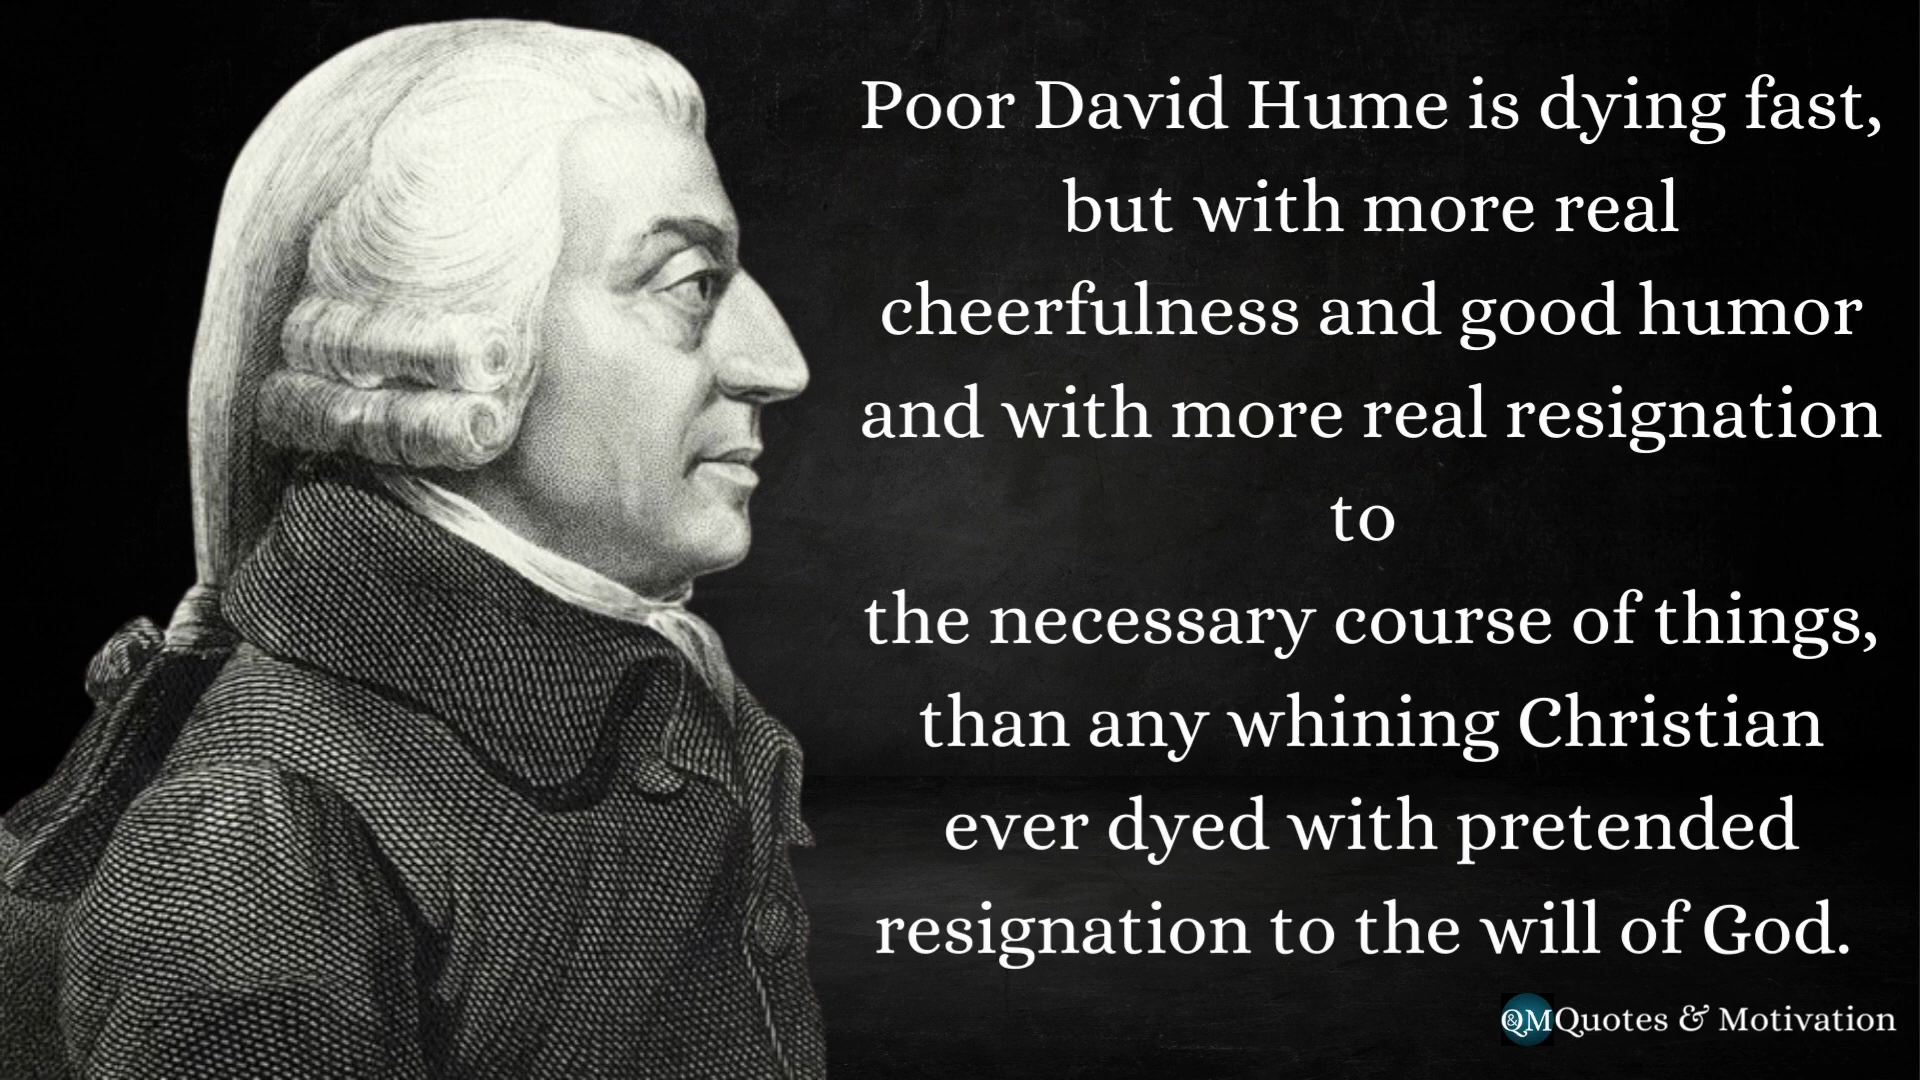 Poor David Hume is dying fast,
but with more real
cheerfulness and good humor
and with more real resignation
to
the necessary course of things,
than any whining Christian
ever dyed with pretended
resignation to the will of God.
Q&M Quotes & Motivation